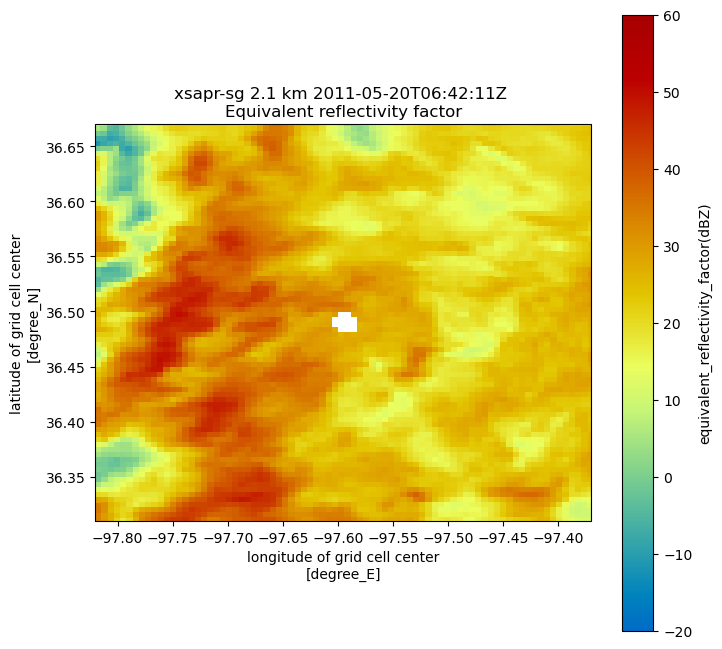 xsapr-sg 2.1 km 2011-05-20T06:42:11Z
Equivalent reflectivity factor
36.65
36.60
36.55
36.50
36.45
36.40
36.35
latitude of grid cell center
[degree_N]
−97.80 −97.75 −97.70 −97.65 −97.60 −97.55 −97.50 −97.45 −97.40
longitude of grid cell center
[degree_E]
60
50
40
30
20
10
0
−10
−20
equivalent_reflectivity_factor(dBZ)